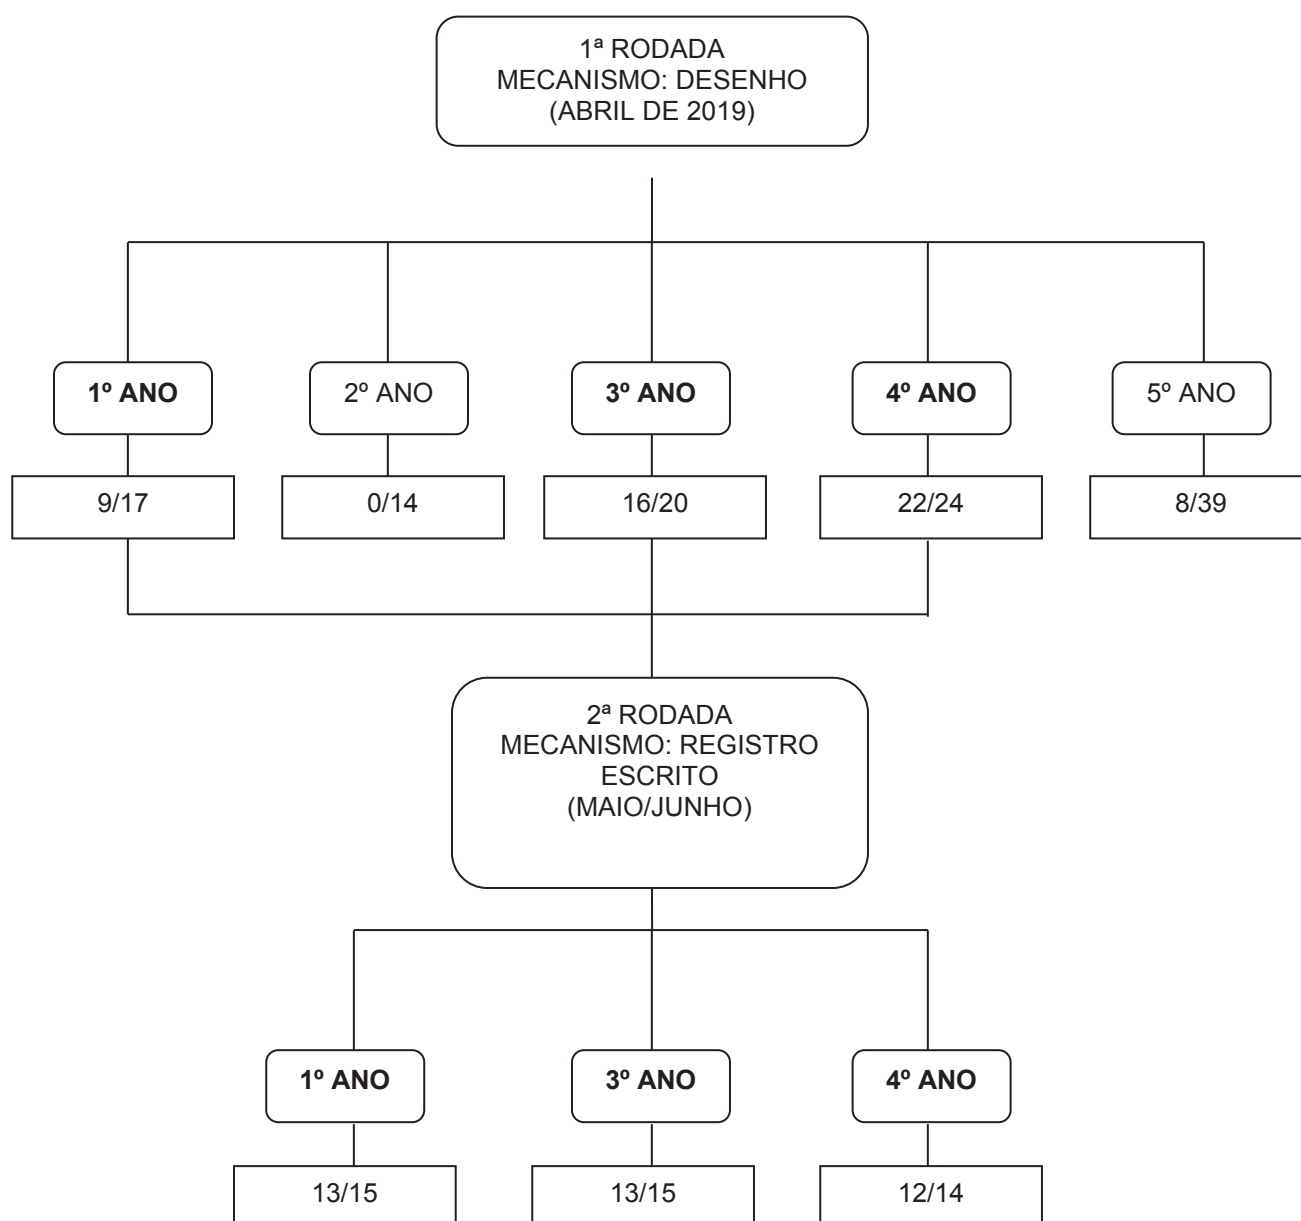 1ª RODADA
MECANISMO: DESENHO
(ABRIL DE 2019)
1º ANO
2º ANO
3º ANO
4º ANO
5º ANO
9/17
0/14
16/20
22/24
8/39
2ª RODADA
MECANISMO: REGISTRO
ESCRITO
(MAIO/JUNHO)
1º ANO
3º ANO
4º ANO
13/15
13/15
12/14